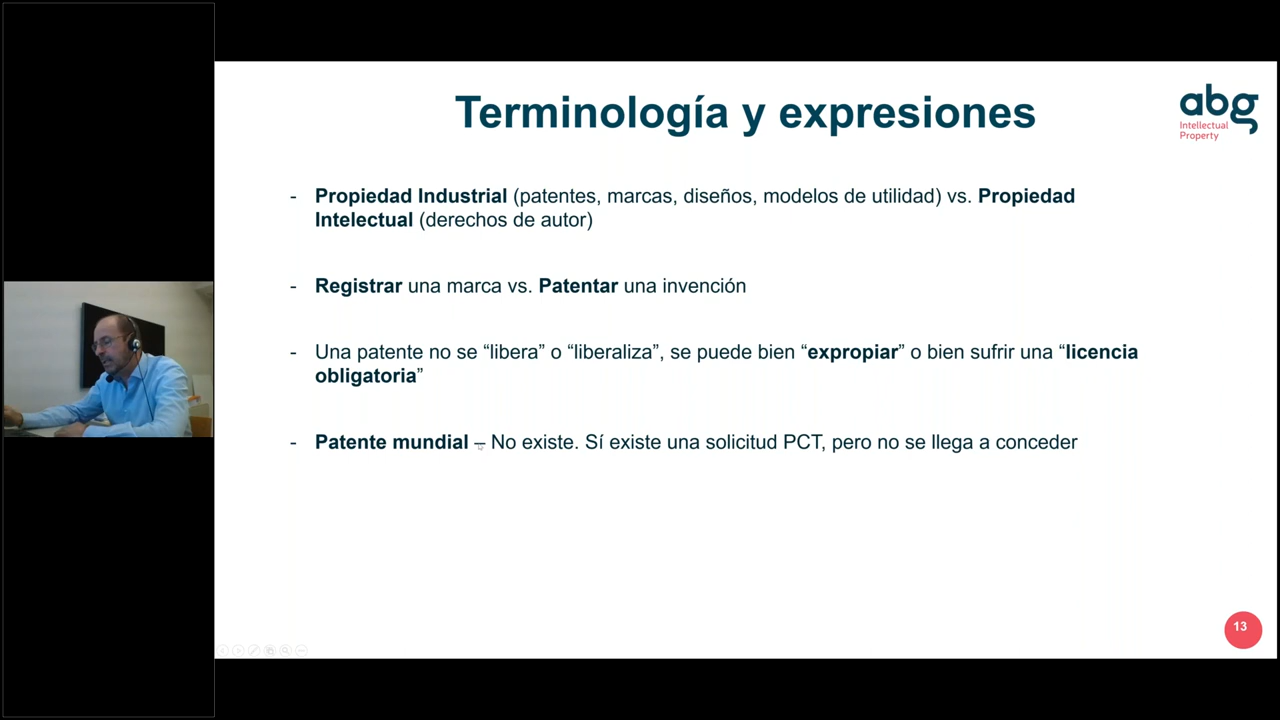 Terminología y expresiones
abg
Intellectual
Property
- Propiedad Industrial (patentes, marcas, diseños, modelos de utilidad) vs. Propiedad
Intelectual (derechos de autor)
- Registrar una marca vs. Patentar una invención
- Una patente no se “libera” o “liberaliza”, se puede bien “expropiar” o bien sufrir una “licencia
obligatoria”
- Patente mundial – No existe. Sí existe una solicitud PCT, pero no se llega a conceder
13